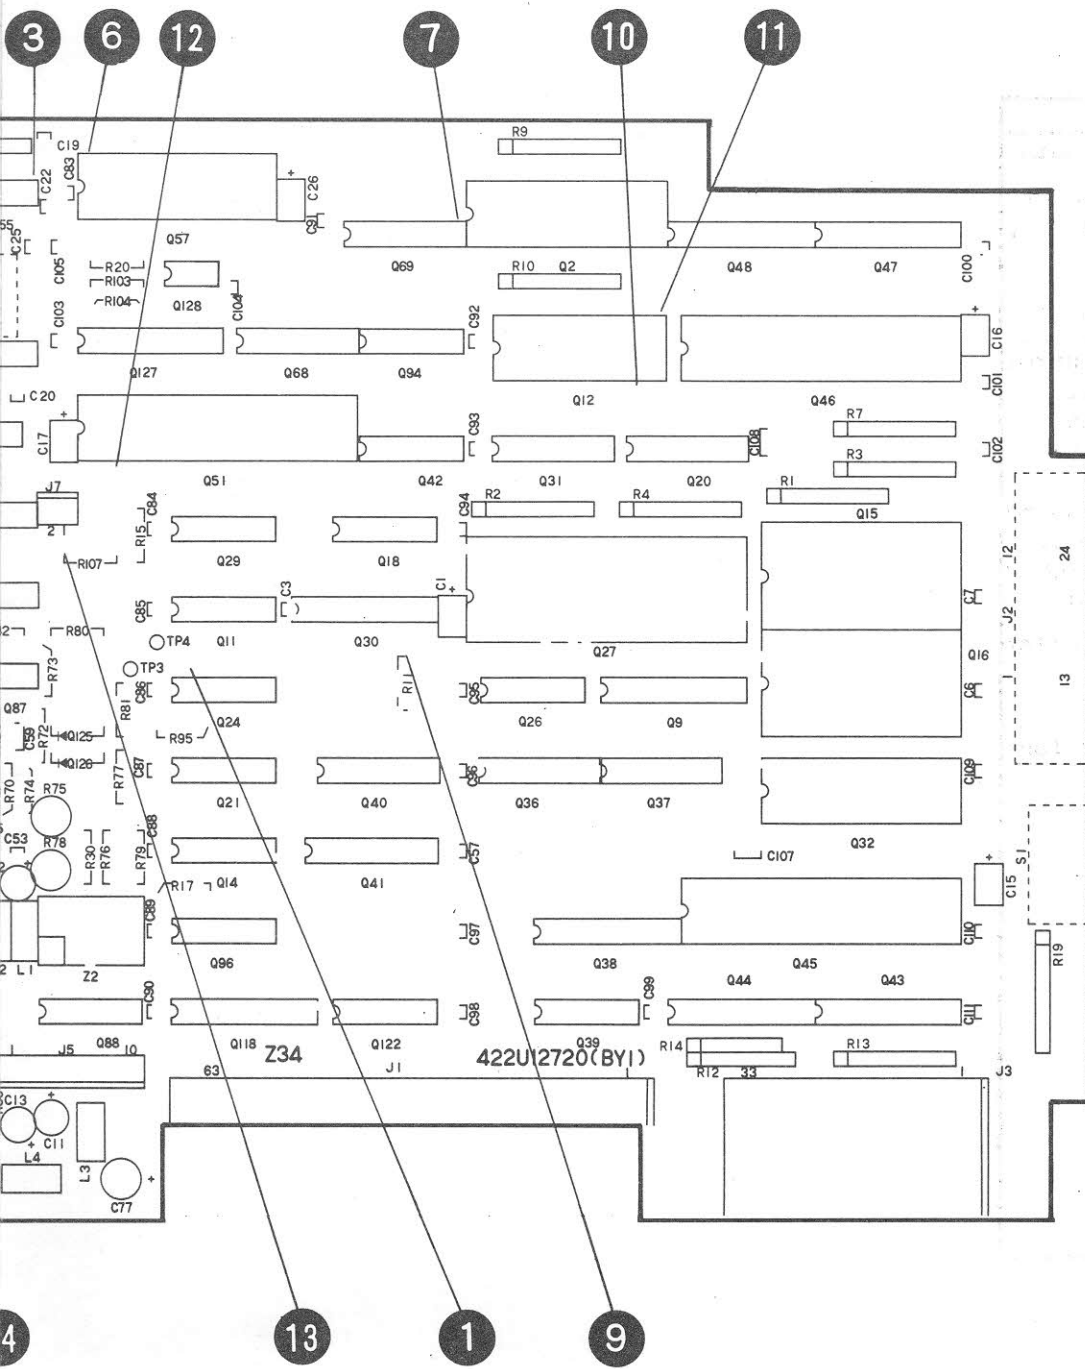 3 6 12 7 10 11
C19 R9
C22 C83 + C26
55 C25 C91
Q57 Q69 Q2 Q48 Q47 C100
C105 R20 R10
R103
R104 Q128 C104
C103 C92 + C16
Q127 Q68 Q94 Q12 Q46 C101
C20
+ C17 C93 C108 R7 C102
R3
Q51 Q42 Q31 Q20 R1
J7 C84 C94 R2 R4 Q15
2 R15
R107 Q29 Q18 12 24
C85 C3 C1 + C7
R80 TP4 Q11 Q30 Q27 J2 Q16
R73 TP3 R11 1 13
Q87 R81 C86 C95 C6
C59 R72 Q125 R95 Q24 Q26 Q9
Q126 R77 C87 C96 C109
R70 R74 R75 Q21 Q40 Q36 Q37
C53 R78 C88 C57 Q32
+ R30 R76 R79 C107 S1
R17 Q14 Q41 + C15
C89 C97 C110 R19
2 L1 Z2 Q96 Q38 Q44 Q45 Q43
C90 C98 C99 C111
Q88 Q118 Q122 Q39
J5 10 Z34 422U12720(BY1) R14 R13
63 J1 1 R12 33 1 J3
C13 + C11
+ L4 L3 +
C77
4 13 1 9